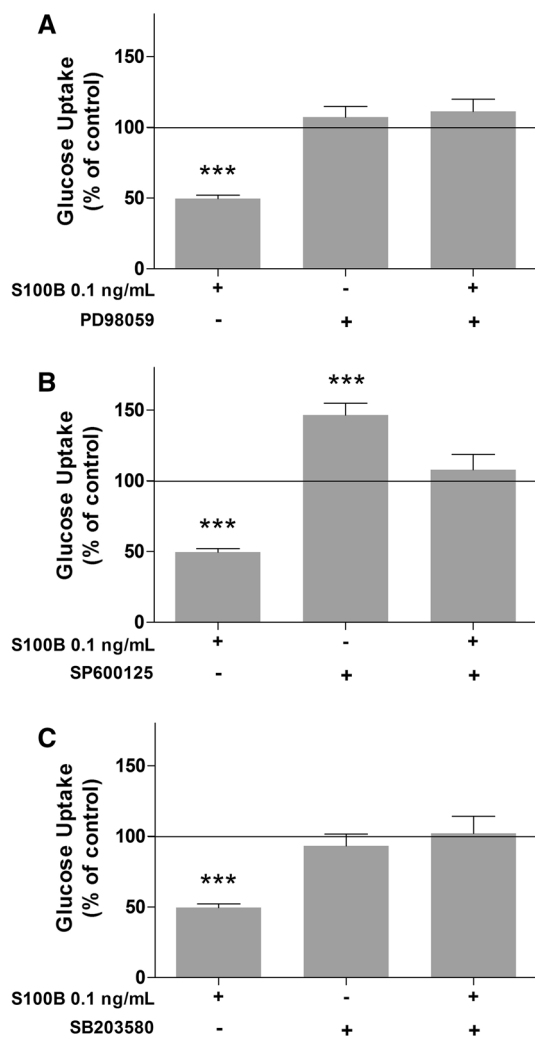 A
Glucose Uptake
(% of control)
150
100
50
0
***
S100B 0.1 ng/mL + - +
PD98059 - + +
B
Glucose Uptake
(% of control)
150
100
50
0
***
***
S100B 0.1 ng/mL + - +
SP600125 - + +
C
Glucose Uptake
(% of control)
150
100
50
0
***
S100B 0.1 ng/mL + - +
SB203580 - + +